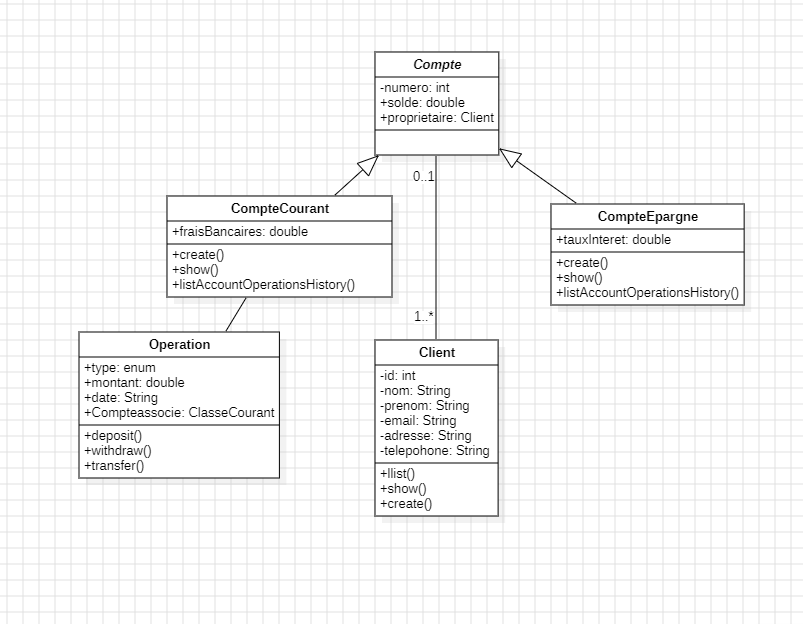 Compte
-numero: int
+solde: double
+proprietaire: Client
0..1
CompteCourant
+fraisBancaires: double
+create()
+show()
+listAccountOperationsHistory()
CompteEpargne
+tauxInteret: double
+create()
+show()
+listAccountOperationsHistory()
1..*
Operation
+type: enum
+montant: double
+date: String
+Compteassocie: ClasseCourant
+deposit()
+withdraw()
+transfer()
Client
-id: int
-nom: String
-prenom: String
-email: String
-adresse: String
-telepohone: String
+llist()
+show()
+create()